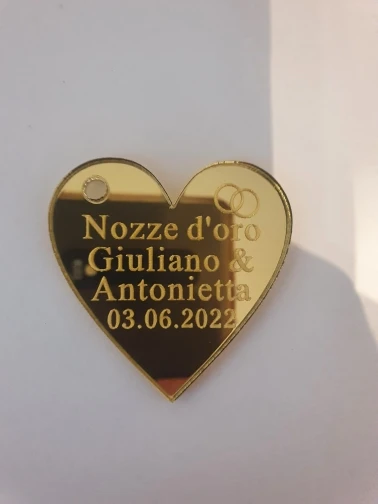 Nozze d'oro
Giuliano &
Antonietta
03.06.2022